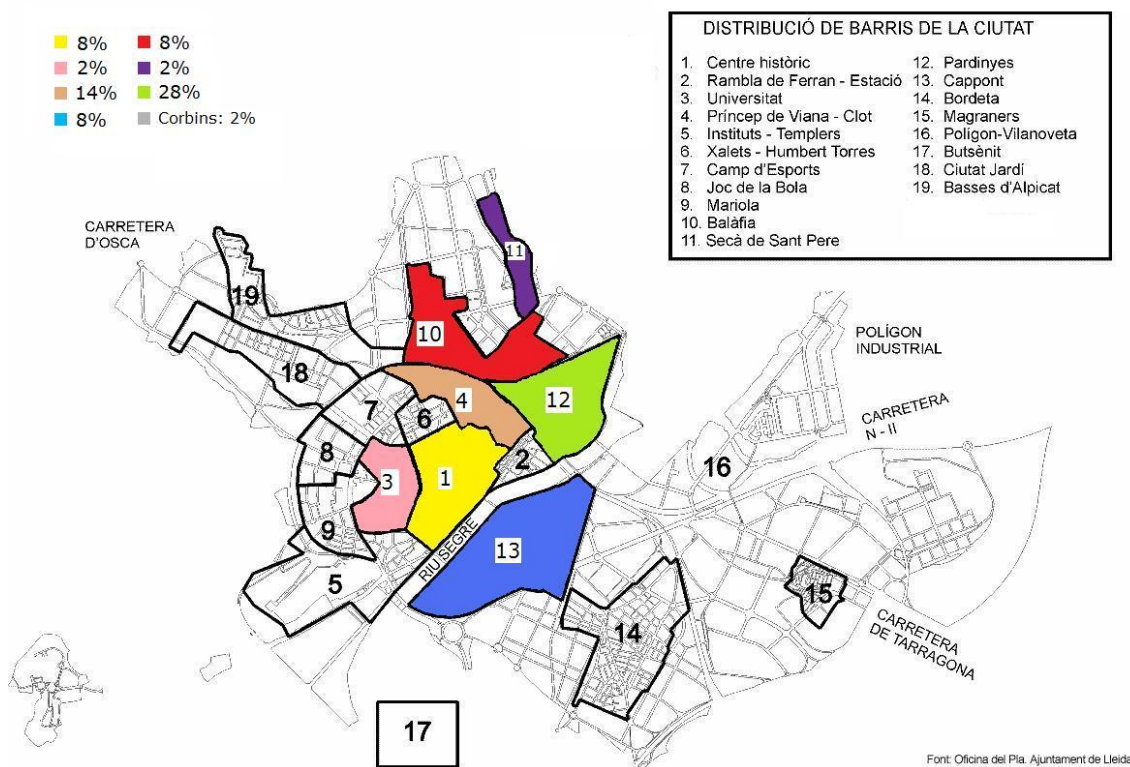 8%
8%
2%
2%
14%
28%
8%
Corbins: 2%
DISTRIBUCIÓ DE BARRIS DE LA CIUTAT
1. Centre històric
2. Rambla de Ferran - Estació
3. Universitat
4. Príncep de Viana - Clot
5. Instituts - Templers
6. Xalets - Humbert Torres
7. Camp d'Esports
8. Joc de la Bola
9. Mariola
10. Balàfia
11. Secà de Sant Pere
12. Pardinyes
13. Cappont
14. Bordeta
15. Magraners
16. Polígon-Vilanoveta
17. Butsènit
18. Ciutat Jardí
19. Basses d'Alpicat
CARRETERA
D'OSCA
11
19
10
POLÍGON
INDUSTRIAL
18
7
6
4
12
CARRETERA
N - II
8
3
1
2
16
9
RIU SEGRE
13
5
15
14
CARRETERA
DE TARRAGONA
17
Font: Oficina del Pla. Ajuntament de Lleida